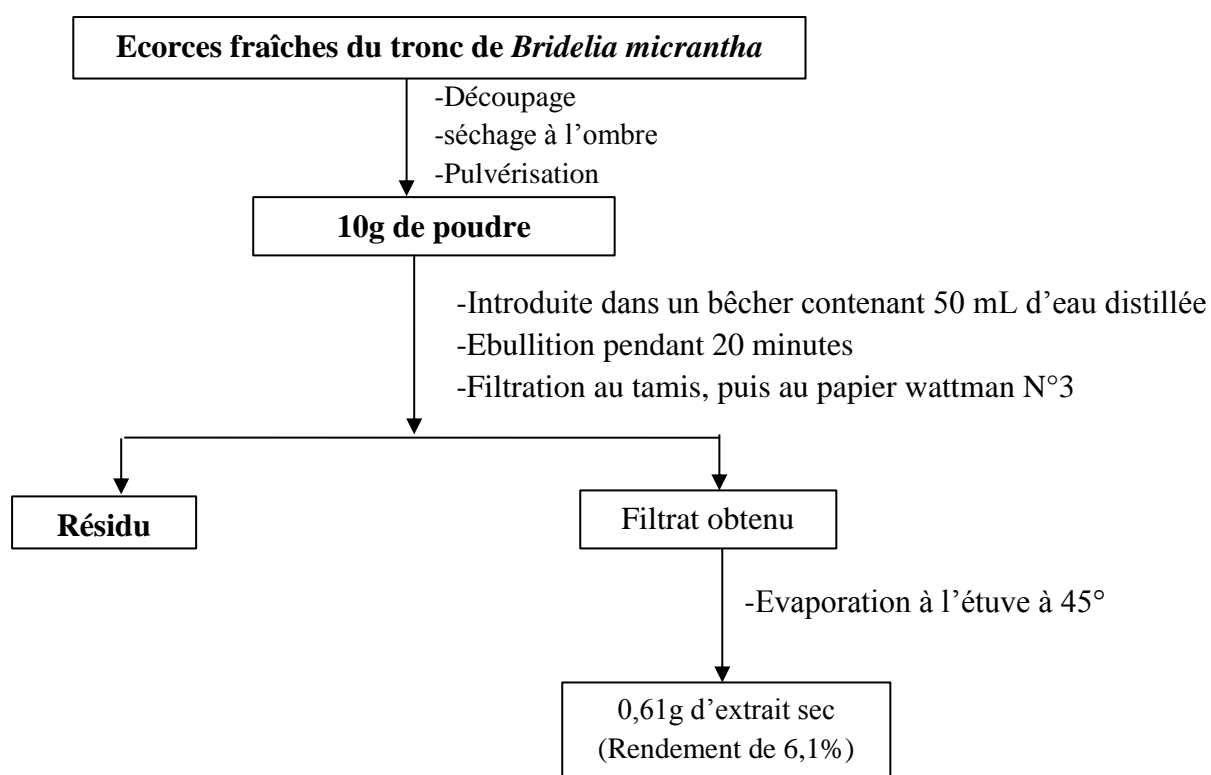 Ecorces fraîches du tronc de Bridelia micrantha
-Découpage
-séchage à l’ombre
-Pulvérisation
10g de poudre
-Introduite dans un bêcher contenant 50 mL d’eau distillée
-Ebullition pendant 20 minutes
-Filtration au tamis, puis au papier wattman N°3
Résidu
Filtrat obtenu
-Evaporation à l’étuve à 45°
0,61g d’extrait sec
(Rendement de 6,1%)